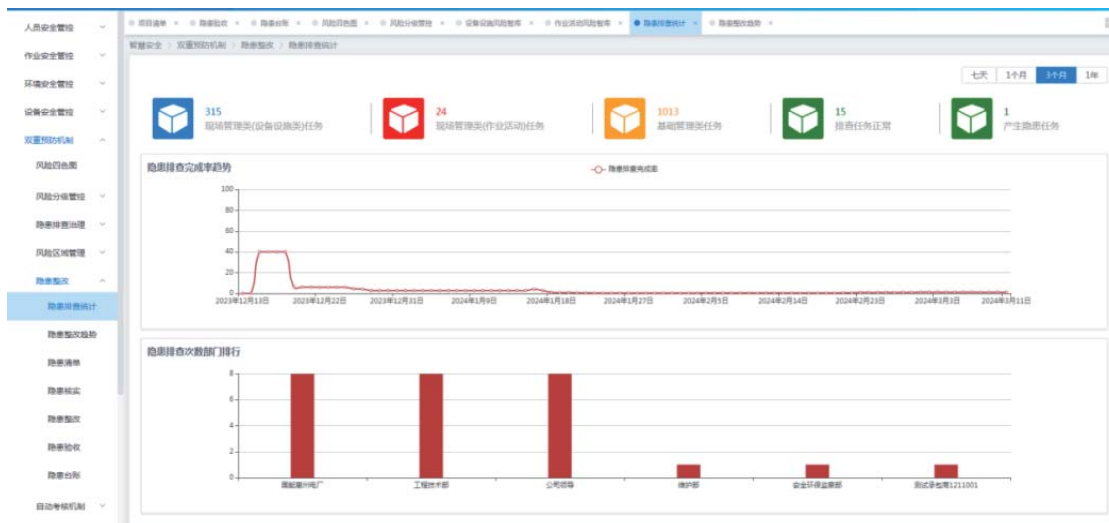 人员安全管控
作业安全管控
环境安全管控
设备安全管控
双重预防机制
风险四色图
风险分级管控
隐患排查治理
风险区域管理
隐患整改
隐患排查统计
隐患整改趋势
隐患清单
隐患核实
隐患整改
隐患验收
隐患台账
自动考核机制
项目清单 × 隐患验收 × 隐患台账 × 风险四色图 × 风险分级管控 × 设备设施风险智库 × 作业活动风险智库 × 隐患排查统计 × 隐患整改趋势 ×
智慧安全 > 双重预防机制 > 隐患整改 > 隐患排查统计
七天 1个月 3个月 1年
315
现场管理类(设备设施类)任务
24
现场管理类(作业活动)任务
1013
基础管理类任务
15
排查任务正常
1
产生隐患任务
隐患排查完成率趋势
隐患排查完成率
100
80
60
40
20
0
2023年12月13日 2023年12月22日 2023年12月31日 2024年1月9日 2024年1月18日 2024年1月27日 2024年2月5日 2024年2月14日 2024年2月23日 2024年3月3日 2024年3月11日
隐患排查次数部门排行
8
6
4
2
0
国能惠州电厂 工程技术部 公司领导 维护部 安全环保监察部 测试承包商1211001